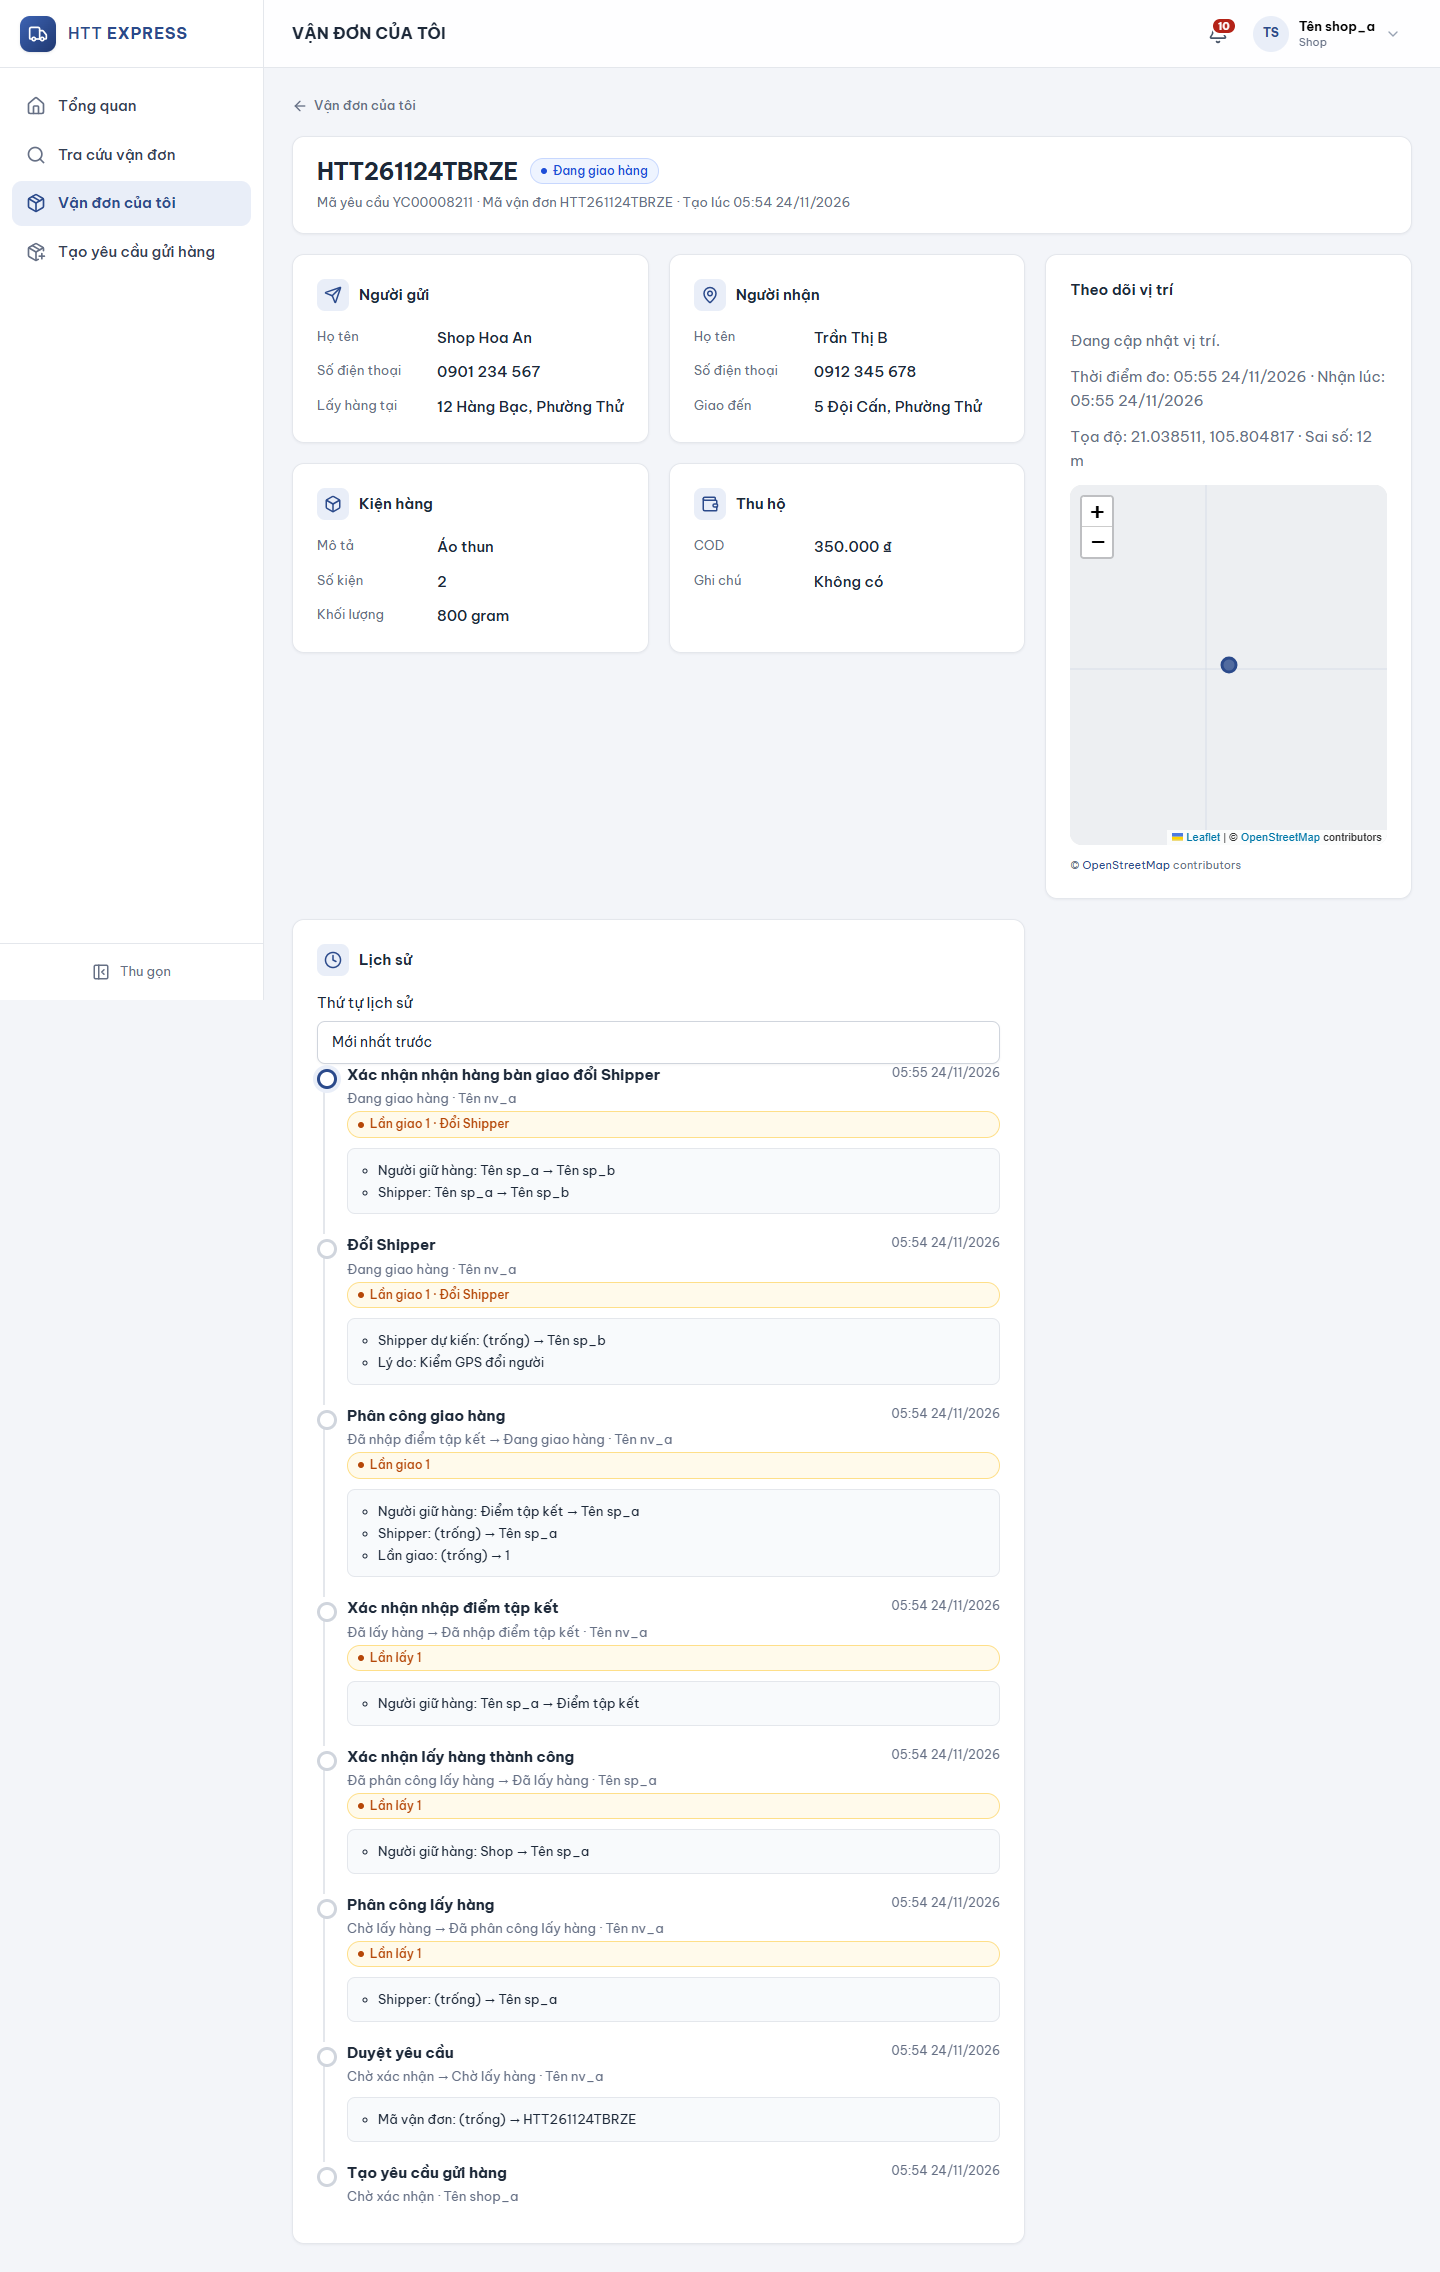 HTT EXPRESS
VẬN ĐƠN CỦA TÔI
10
TS
Tên shop_a
Shop
Tổng quan
Tra cứu vận đơn
Vận đơn của tôi
Tạo yêu cầu gửi hàng
Thu gọn
Vận đơn của tôi
HTT261124TBRZE
Đang giao hàng
Mã yêu cầu YC00008211 · Mã vận đơn HTT261124TBRZE · Tạo lúc 05:54 24/11/2026
Người gửi
Họ tên Shop Hoa An
Số điện thoại 0901 234 567
Lấy hàng tại 12 Hàng Bạc, Phường Thử
Người nhận
Họ tên Trần Thị B
Số điện thoại 0912 345 678
Giao đến 5 Đội Cấn, Phường Thử
Kiện hàng
Mô tả Áo thun
Số kiện 2
Khối lượng 800 gram
Thu hộ
COD 350.000 ₫
Ghi chú Không có
Theo dõi vị trí
Đang cập nhật vị trí.
Thời điểm đo: 05:55 24/11/2026 · Nhận lúc:
05:55 24/11/2026
Tọa độ: 21.038511, 105.804817 · Sai số: 12
m
+
−
Leaflet | © OpenStreetMap contributors
© OpenStreetMap contributors
Lịch sử
Thứ tự lịch sử
Mới nhất trước
Xác nhận nhận hàng bàn giao đổi Shipper 05:55 24/11/2026
Đang giao hàng · Tên nv_a
Lần giao 1 · Đổi Shipper
Người giữ hàng: Tên sp_a → Tên sp_b
Shipper: Tên sp_a → Tên sp_b
Đổi Shipper 05:54 24/11/2026
Đang giao hàng · Tên nv_a
Lần giao 1 · Đổi Shipper
Shipper dự kiến: (trống) → Tên sp_b
Lý do: Kiểm GPS đổi người
Phân công giao hàng 05:54 24/11/2026
Đã nhập điểm tập kết → Đang giao hàng · Tên nv_a
Lần giao 1
Người giữ hàng: Điểm tập kết → Tên sp_a
Shipper: (trống) → Tên sp_a
Lần giao: (trống) → 1
Xác nhận nhập điểm tập kết 05:54 24/11/2026
Đã lấy hàng → Đã nhập điểm tập kết · Tên nv_a
Lần lấy 1
Người giữ hàng: Tên sp_a → Điểm tập kết
Xác nhận lấy hàng thành công 05:54 24/11/2026
Đã phân công lấy hàng → Đã lấy hàng · Tên sp_a
Lần lấy 1
Người giữ hàng: Shop → Tên sp_a
Phân công lấy hàng 05:54 24/11/2026
Chờ lấy hàng → Đã phân công lấy hàng · Tên nv_a
Lần lấy 1
Shipper: (trống) → Tên sp_a
Duyệt yêu cầu 05:54 24/11/2026
Chờ xác nhận → Chờ lấy hàng · Tên nv_a
Mã vận đơn: (trống) → HTT261124TBRZE
Tạo yêu cầu gửi hàng 05:54 24/11/2026
Chờ xác nhận · Tên shop_a